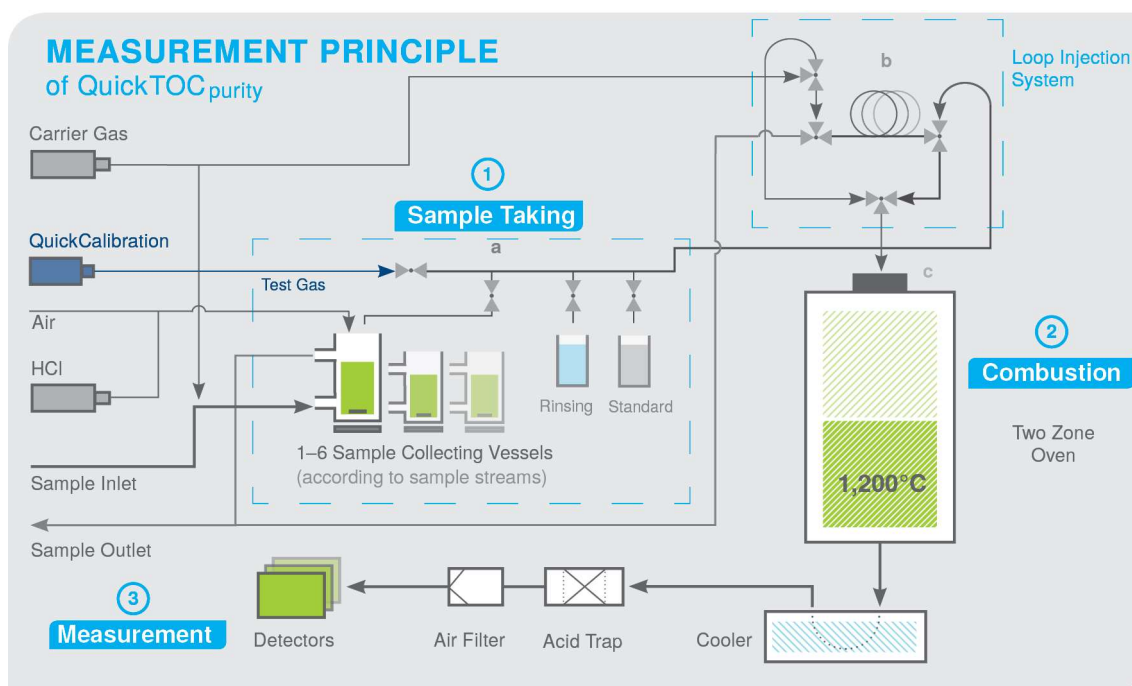 MEASUREMENT PRINCIPLE
of QuickTOCpurity
b
Loop Injection
System
Carrier Gas
1
Sample Taking
a
QuickCalibration
Test Gas
c
Air
HCl
2
Combustion
Rinsing
Standard
Two Zone
Oven
1–6 Sample Collecting Vessels
(according to sample streams)
1,200°C
Sample Inlet
Sample Outlet
3
Measurement
Detectors
Air Filter
Acid Trap
Cooler